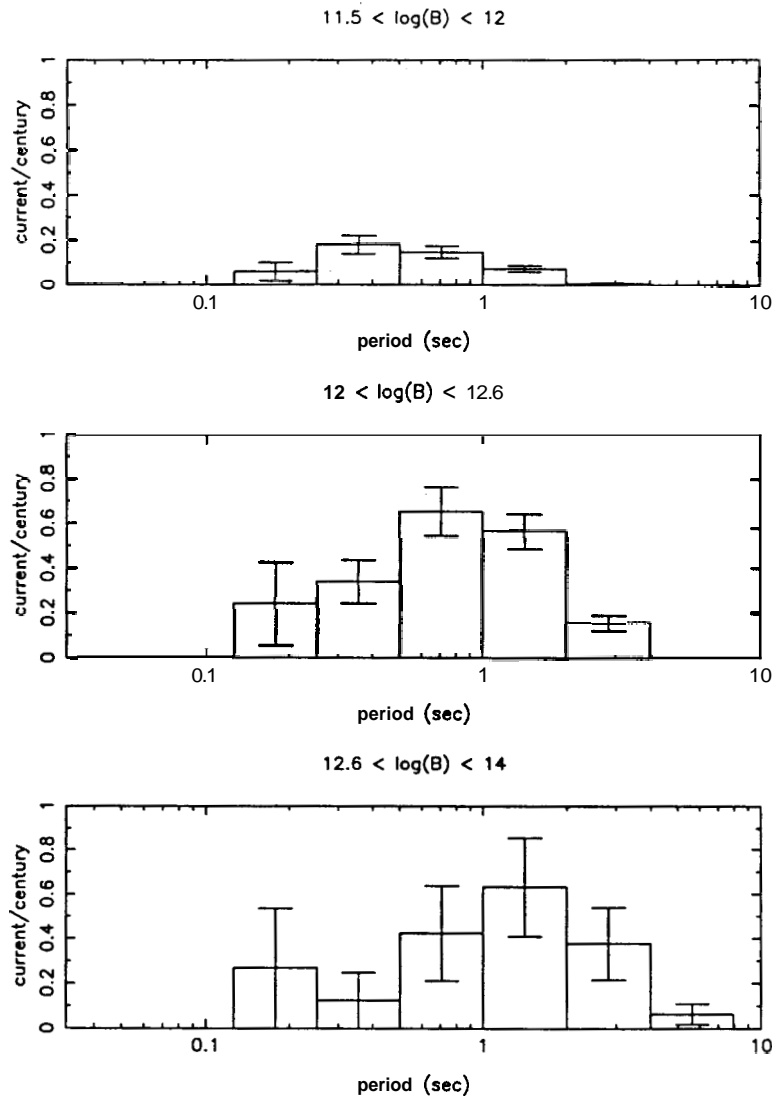 11.5 < log(B) < 12
current/century
0 0.2 0.4 0.6 0.8 1
0.1 1 10
period (sec)
12 < log(B) < 12.6
current/century
0 0.2 0.4 0.6 0.8 1
0.1 1 10
period (sec)
12.6 < log(B) < 14
current/century
0 0.2 0.4 0.6 0.8 1
0.1 1 10
period (sec)